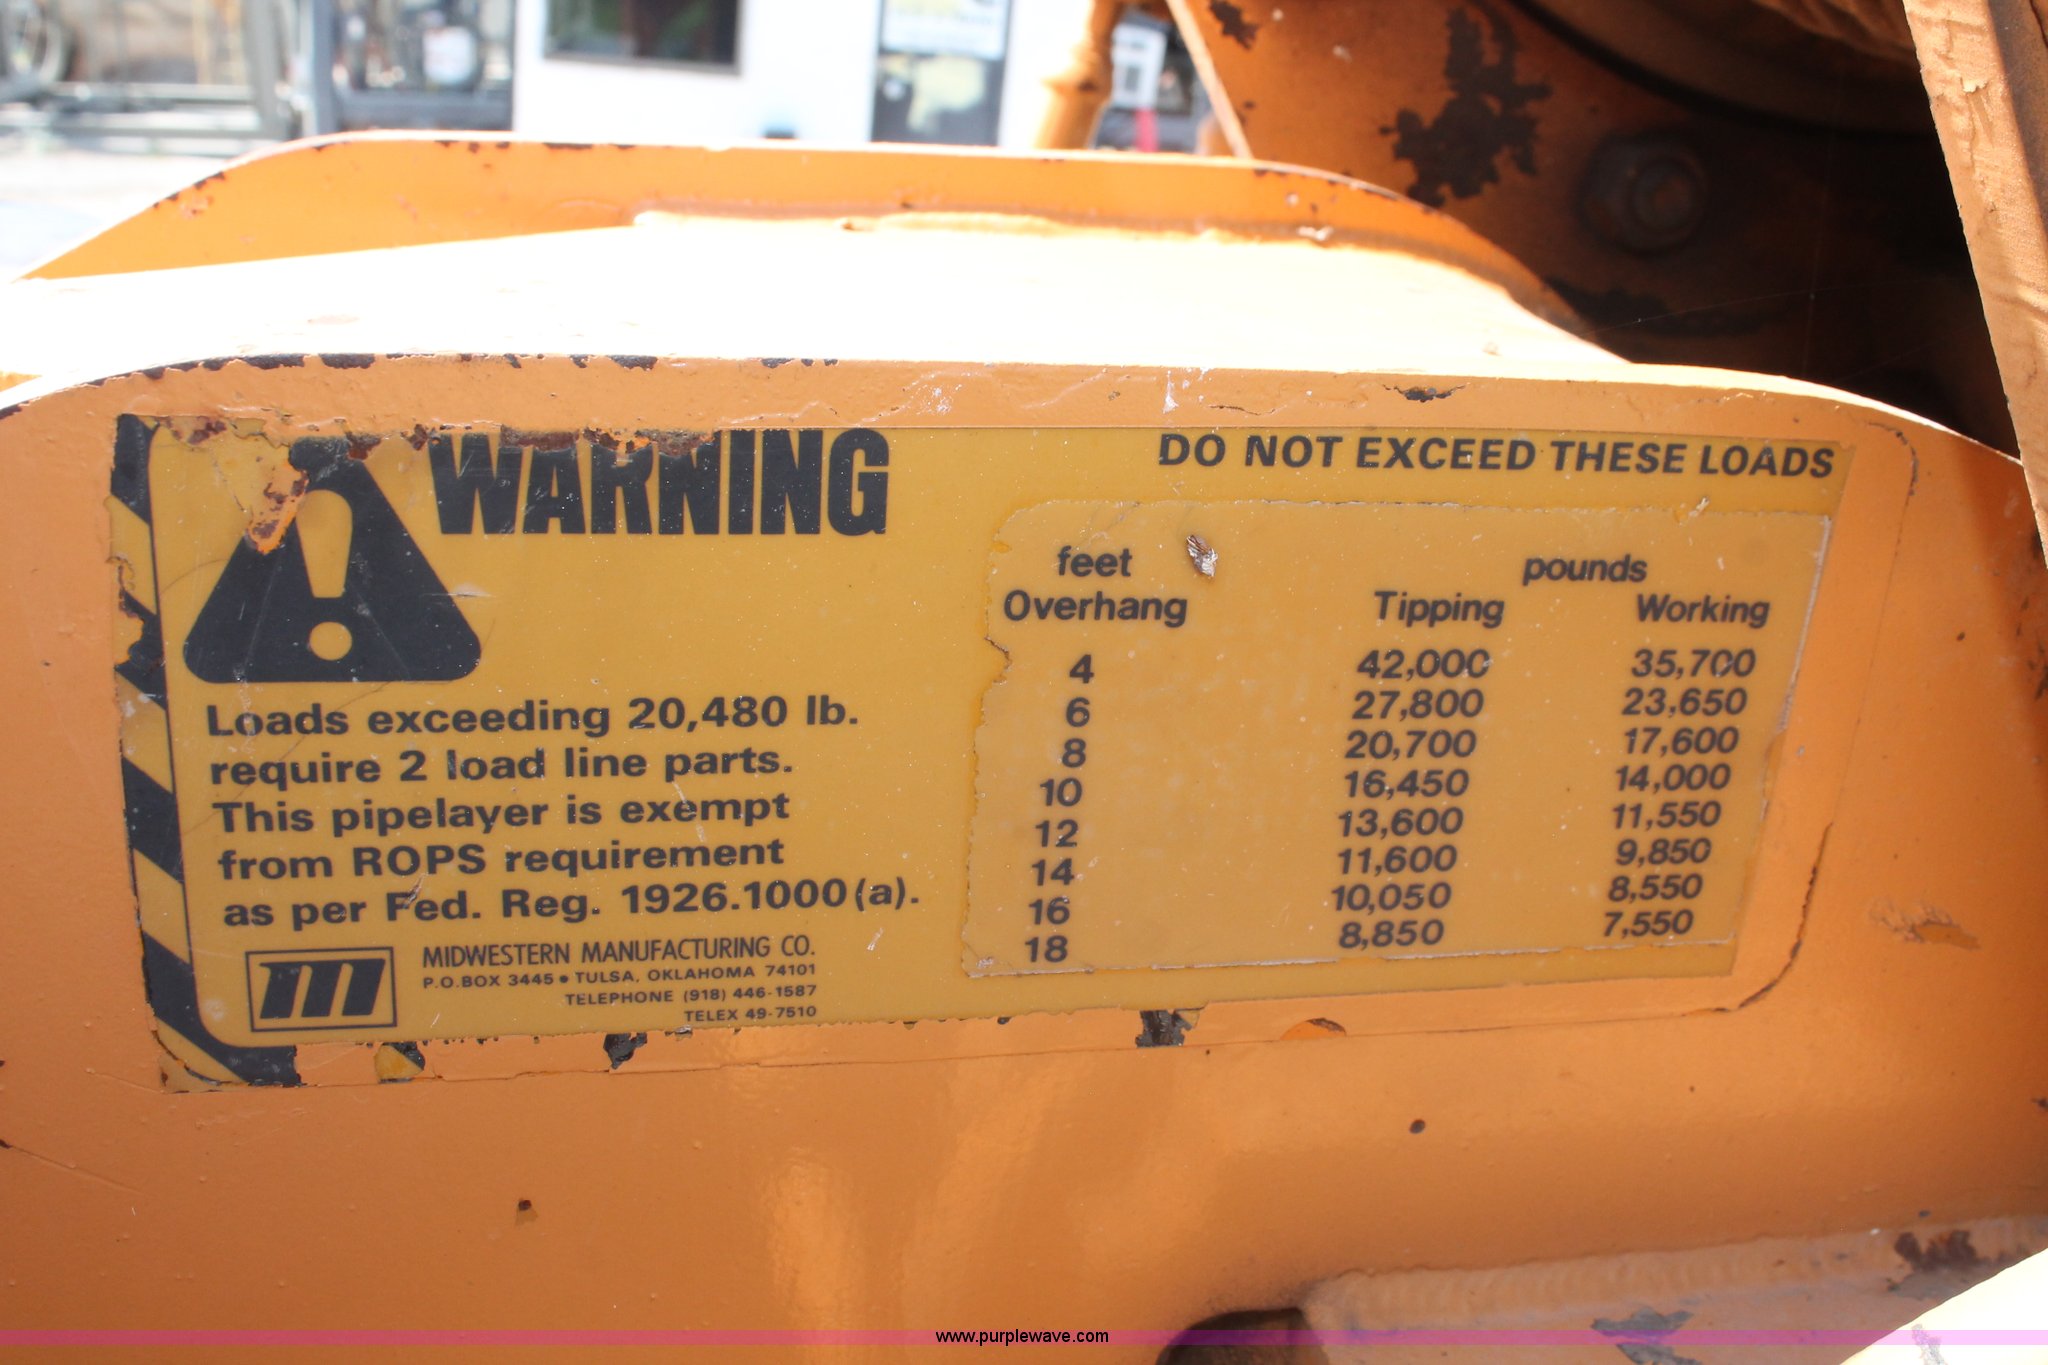 WARNING
Loads exceeding 20,480 lb.
require 2 load line parts.
This pipelayer is exempt
from ROPS requirement
as per Fed. Reg. 1926.1000 (a).
m
MIDWESTERN MANUFACTURING CO.
P.O. BOX 3445 • TULSA, OKLAHOMA 74101
TELEPHONE (918) 446-1587
TELEX 49-7510
DO NOT EXCEED THESE LOADS
feet pounds
Overhang Tipping Working
4 42,000 35,700
6 27,800 23,650
8 20,700 17,600
10 16,450 14,000
12 13,600 11,550
14 11,600 9,850
16 10,050 8,550
18 8,850 7,550
www.purplewave.com